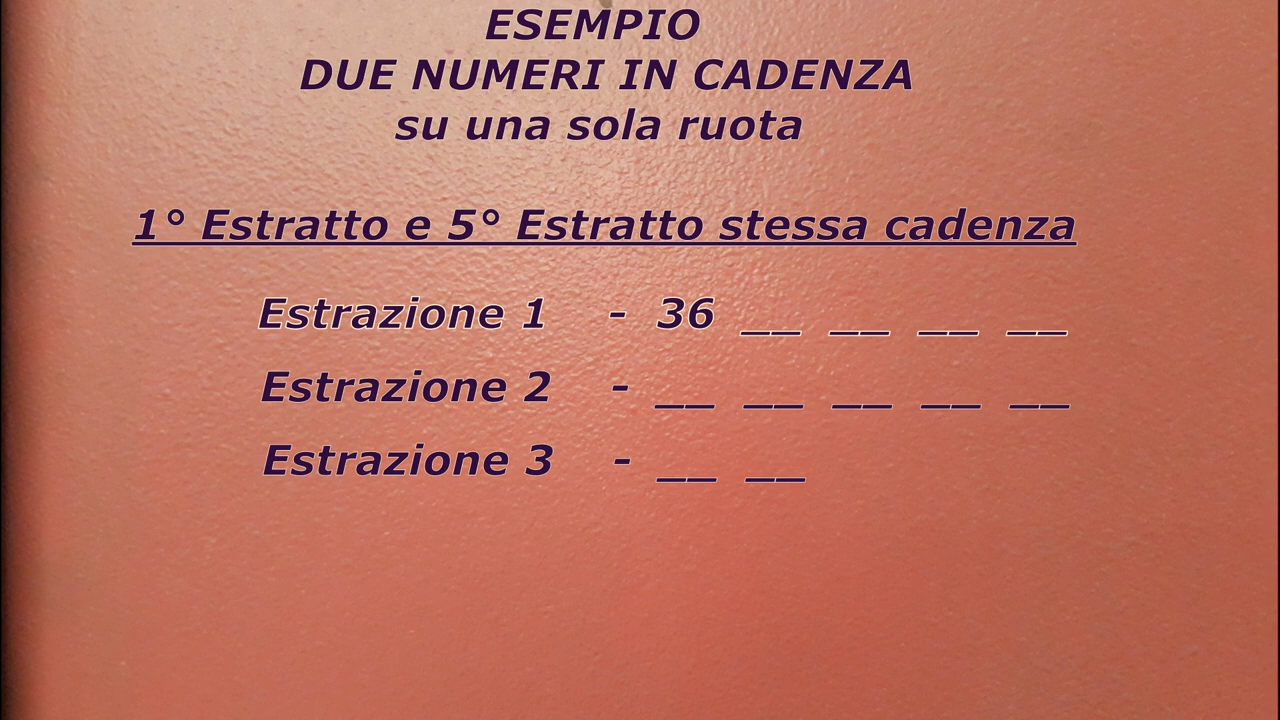 ESEMPIO
DUE NUMERI IN CADENZA
su una sola ruota
1° Estratto e 5° Estratto stessa cadenza
Estrazione 1 - 36 __ __ __ __
Estrazione 2 - __ __ __ __ __
Estrazione 3 - __ __